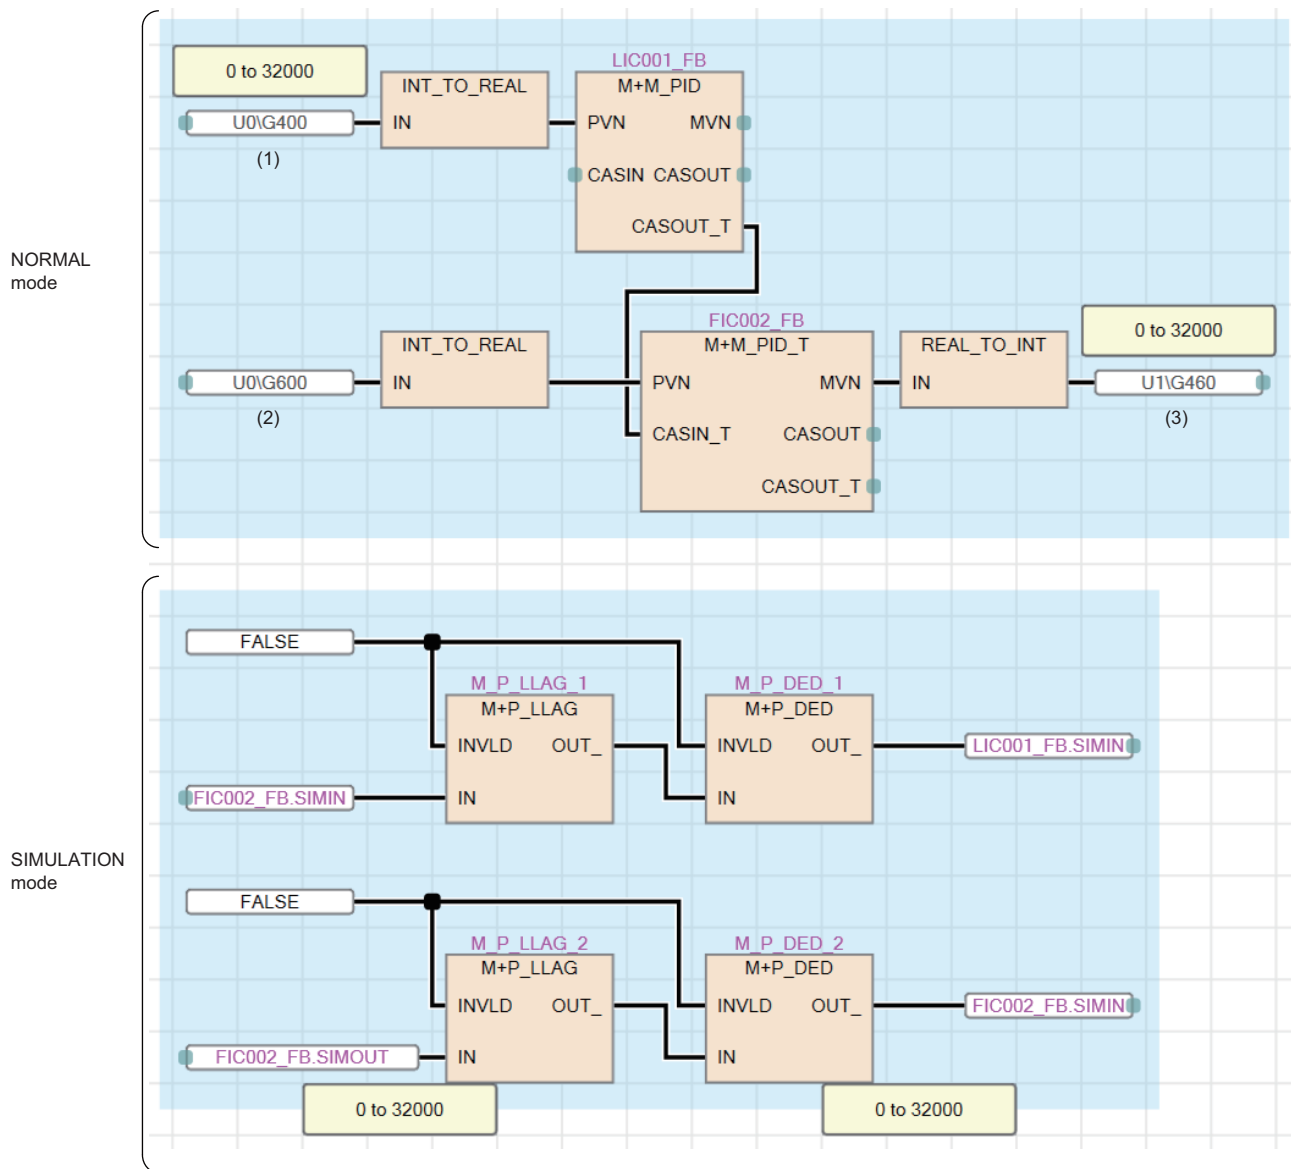 NORMAL
mode
0 to 32000
U0\G400
(1)
INT_TO_REAL
IN
LIC001_FB
M+M_PID
PVN MVN
CASIN CASOUT
CASOUT_T
U0\G600
(2)
INT_TO_REAL
IN
FIC002_FB
M+M_PID_T
PVN MVN
CASIN_T CASOUT
CASOUT_T
REAL_TO_INT
IN
0 to 32000
U1\G460
(3)
SIMULATION
mode
FALSE
M_P_LLAG_1
M+P_LLAG
INVLD OUT_
IN
FIC002_FB.SIMIN
M_P_DED_1
M+P_DED
INVLD OUT_
IN
LIC001_FB.SIMIN
FALSE
M_P_LLAG_2
M+P_LLAG
INVLD OUT_
IN
FIC002_FB.SIMOUT
M_P_DED_2
M+P_DED
INVLD OUT_
IN
FIC002_FB.SIMIN
0 to 32000
0 to 32000